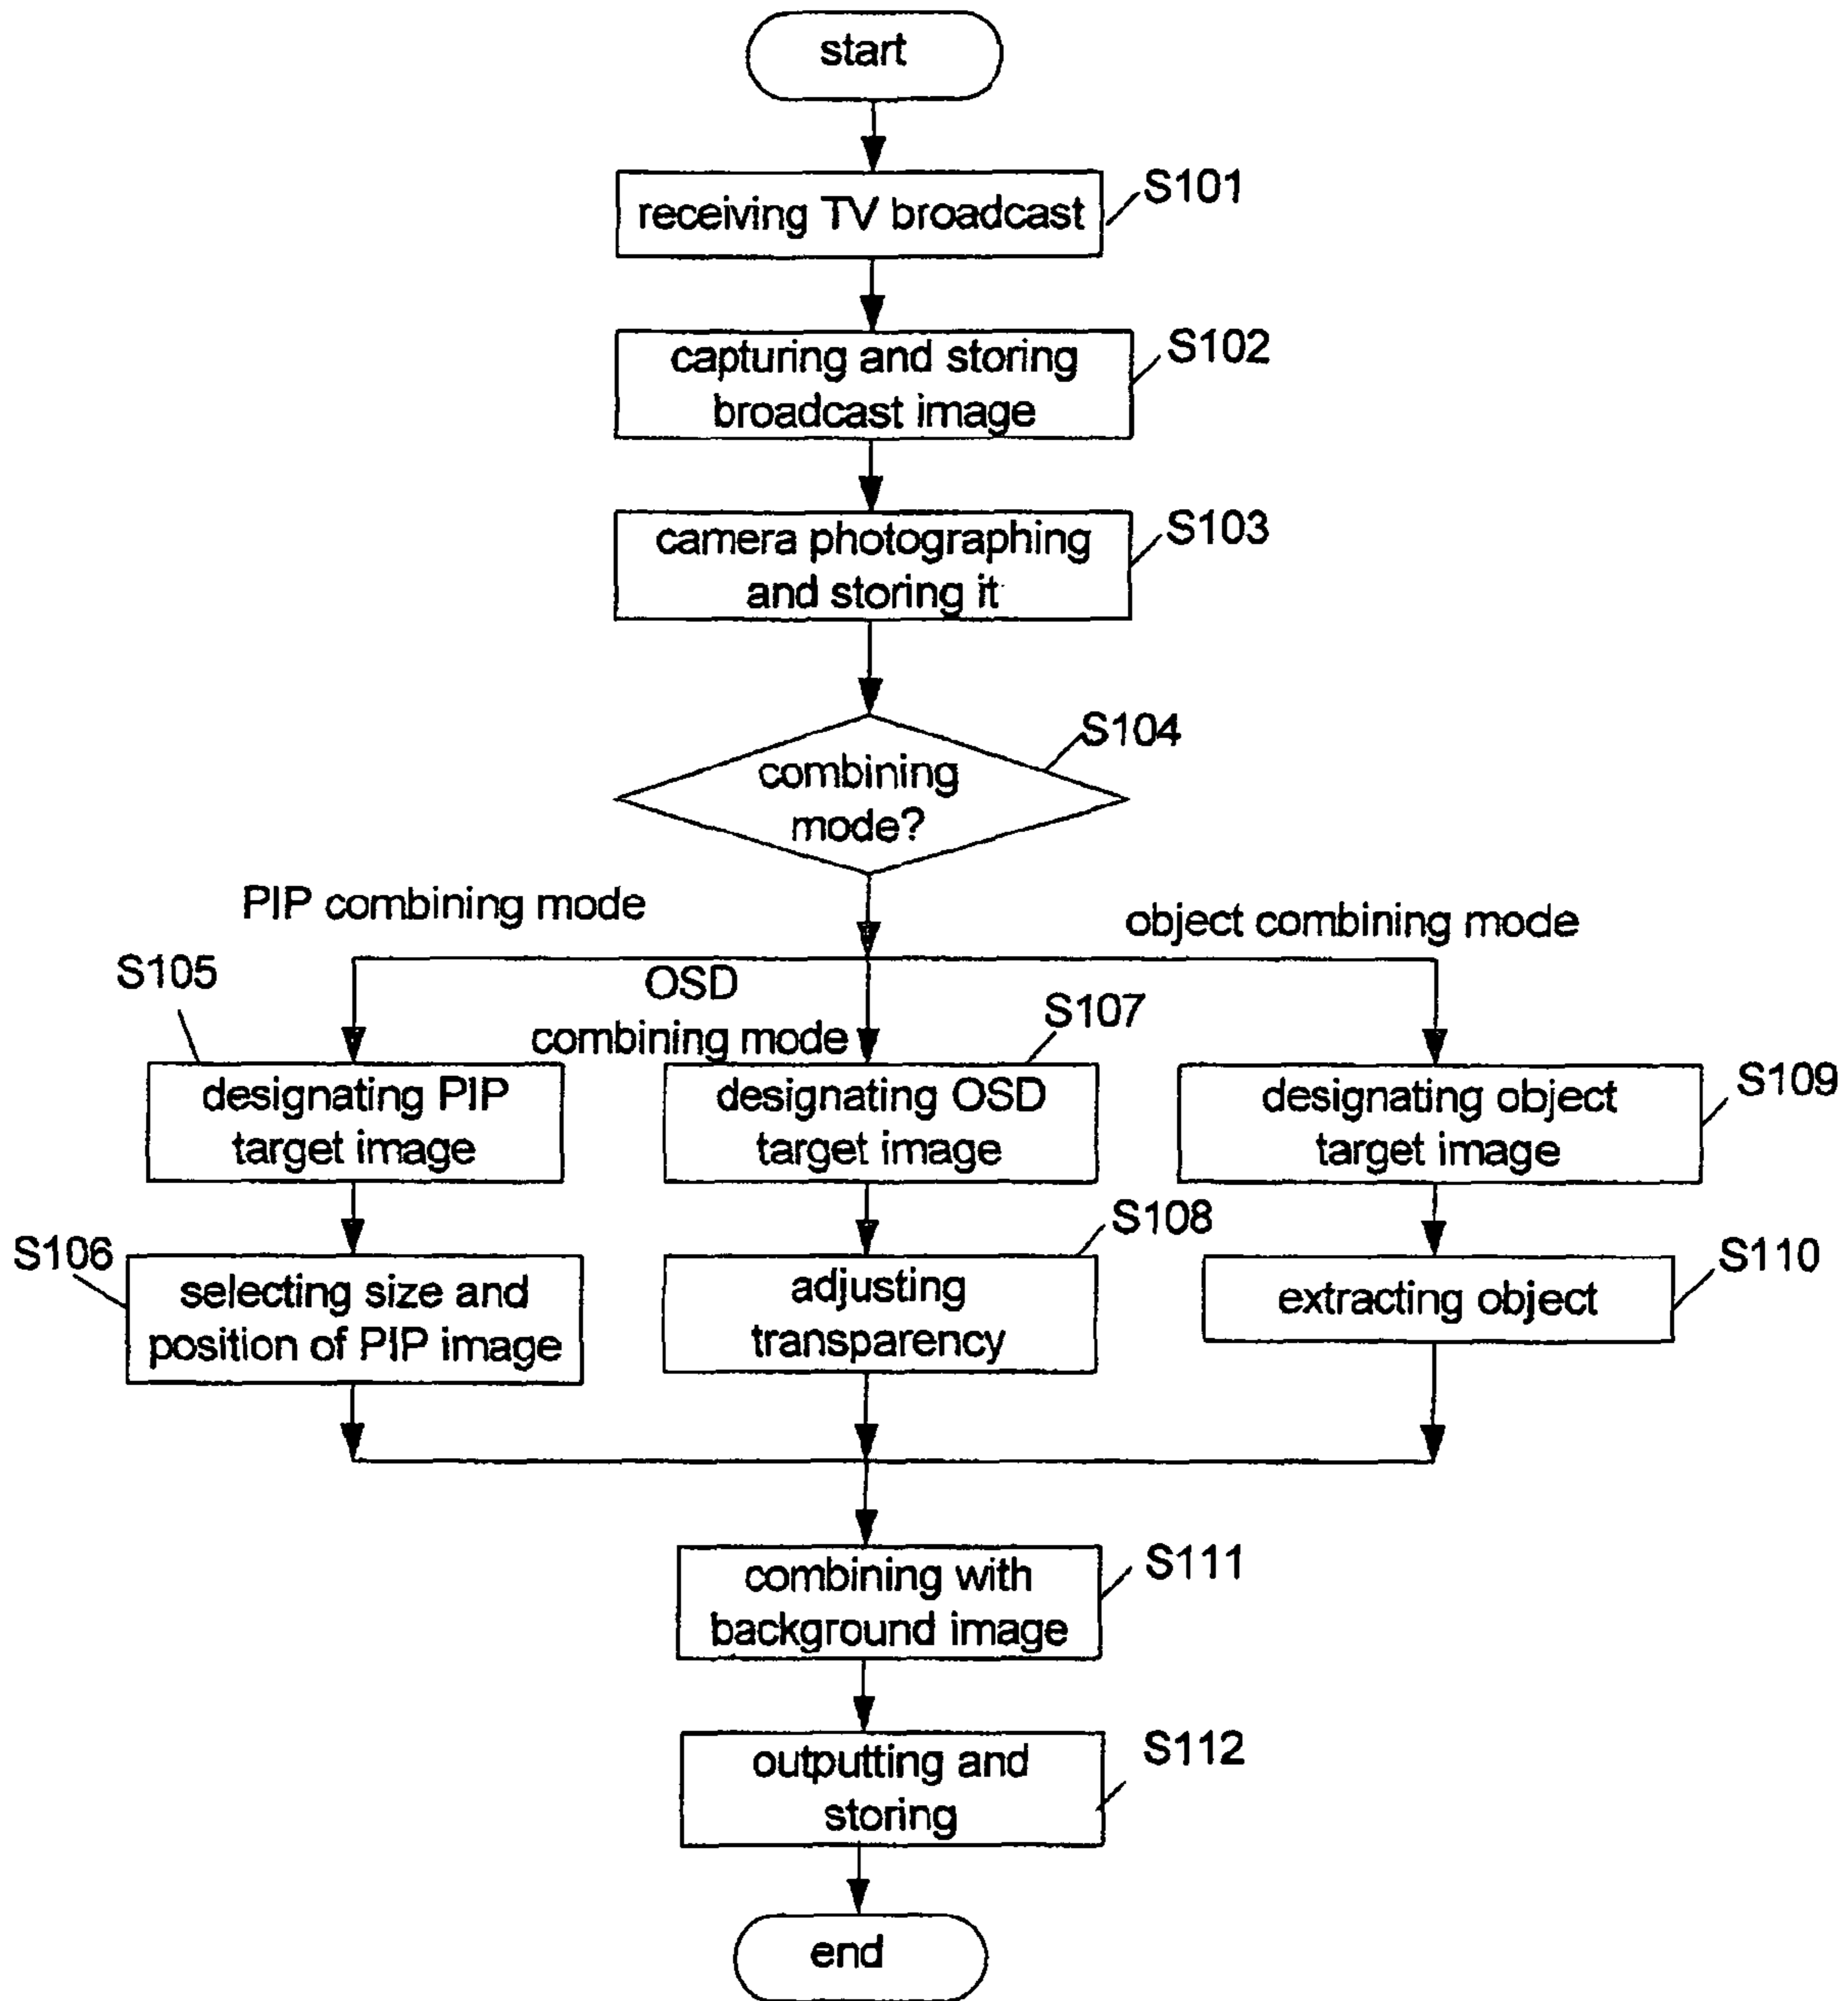 start
receiving TV broadcast
S101
capturing and storing
broadcast image
S102
camera photographing
and storing it
S103
combining
mode?
S104
PIP combining mode
OSD
combining mode
object combining mode
S105
designating PIP
target image
S107
designating OSD
target image
S109
designating object
target image
S106
selecting size and
position of PIP image
S108
adjusting
transparency
S110
extracting object
combining with
background image
S111
outputting and
storing
S112
end